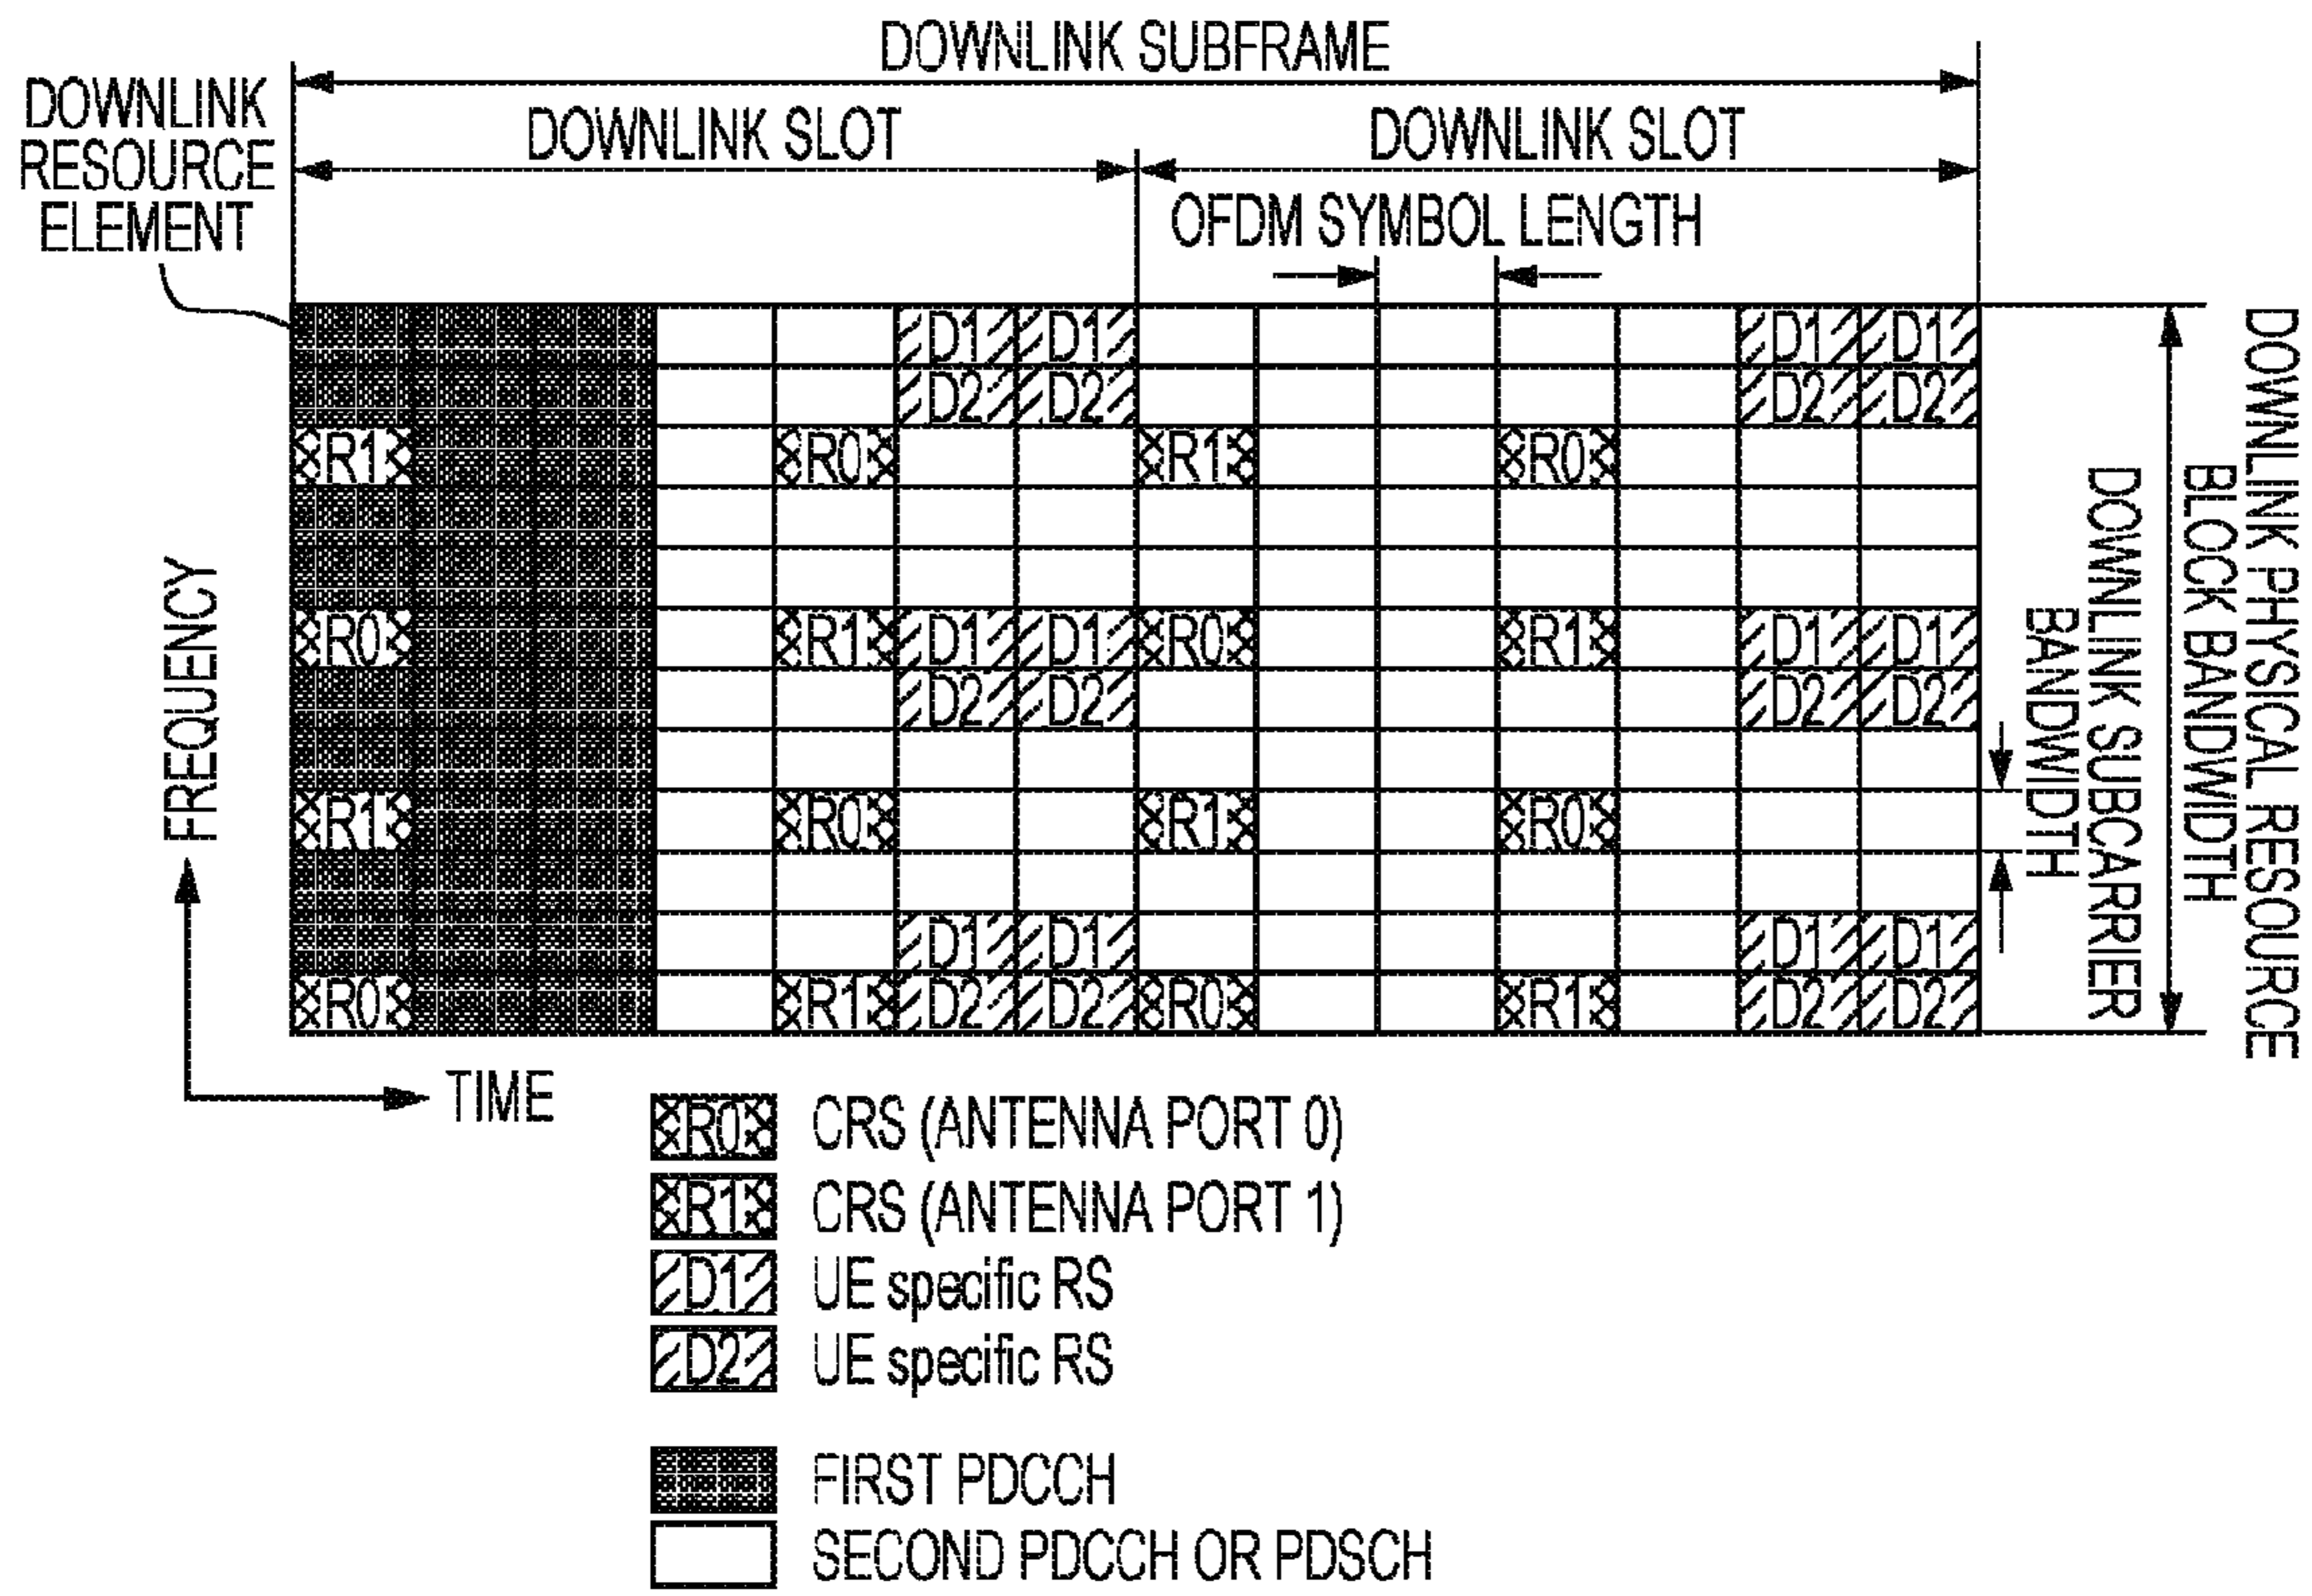 DOWNLINK SUBFRAME
DOWNLINK
RESOURCE
ELEMENT
DOWNLINK SLOT
DOWNLINK SLOT
OFDM SYMBOL LENGTH
D1 D1 D1 D1
D2 D2 D2 D2
R1 R0 R1 R0
R0 R1 D1 D1 R0 R1 D1 D1
D2 D2 D2 D2
R1 R0 R1 R0
D1 D1 D1 D1
R0 R1 D2 D2 R0 R1 D2 D2
FREQUENCY
TIME
DOWNLINK SUBCARRIER
BANDWIDTH
DOWNLINK PHYSICAL RESOURCE
BLOCK BANDWIDTH
R0 CRS (ANTENNA PORT 0)
R1 CRS (ANTENNA PORT 1)
D1 UE specific RS
D2 UE specific RS
FIRST PDCCH
SECOND PDCCH OR PDSCH